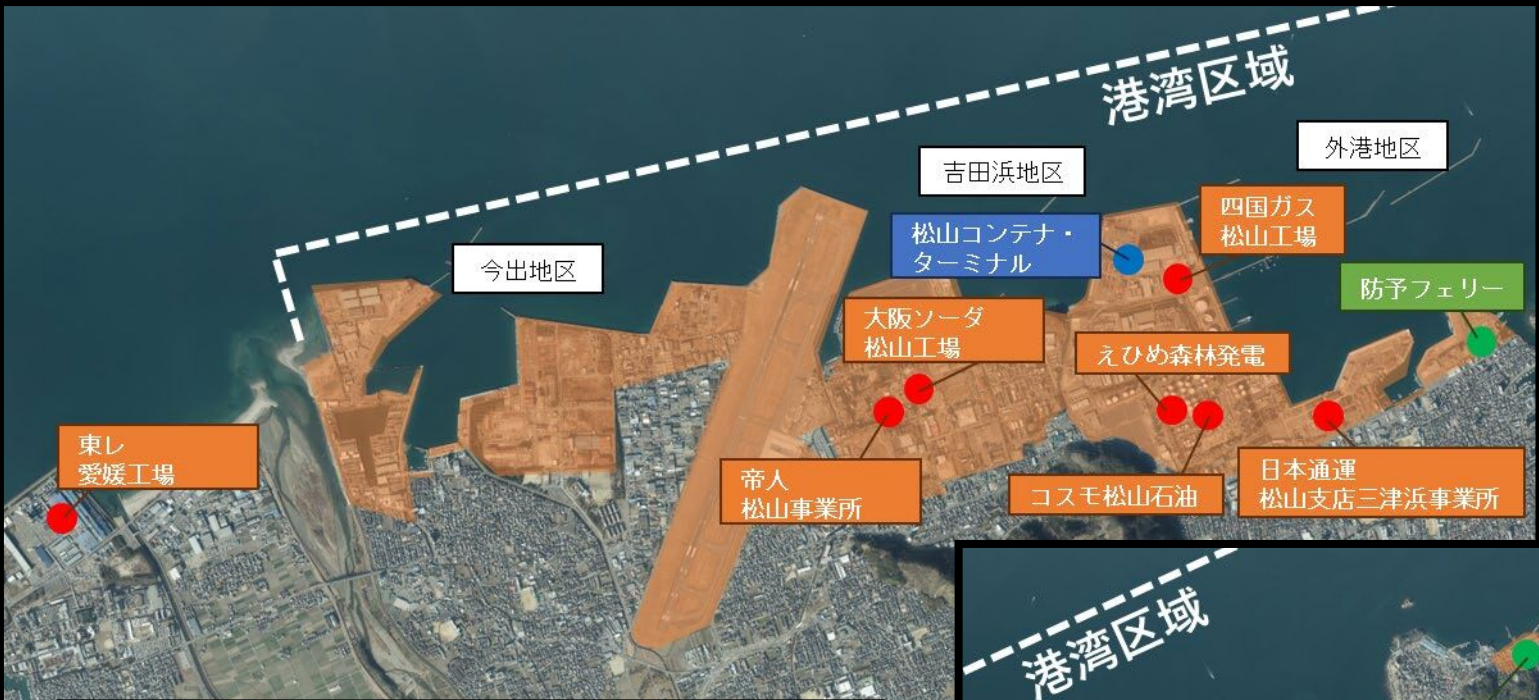 港湾区域
外港地区
吉田浜地区
四国ガス
松山工場
松山コンテナ・
ターミナル
今出地区
防予フェリー
大阪ソーダ
松山工場
えひめ森林発電
東レ
愛媛工場
帝人
松山事業所
コスモ松山石油
日本通運
松山支店三津浜事業所
港湾区域